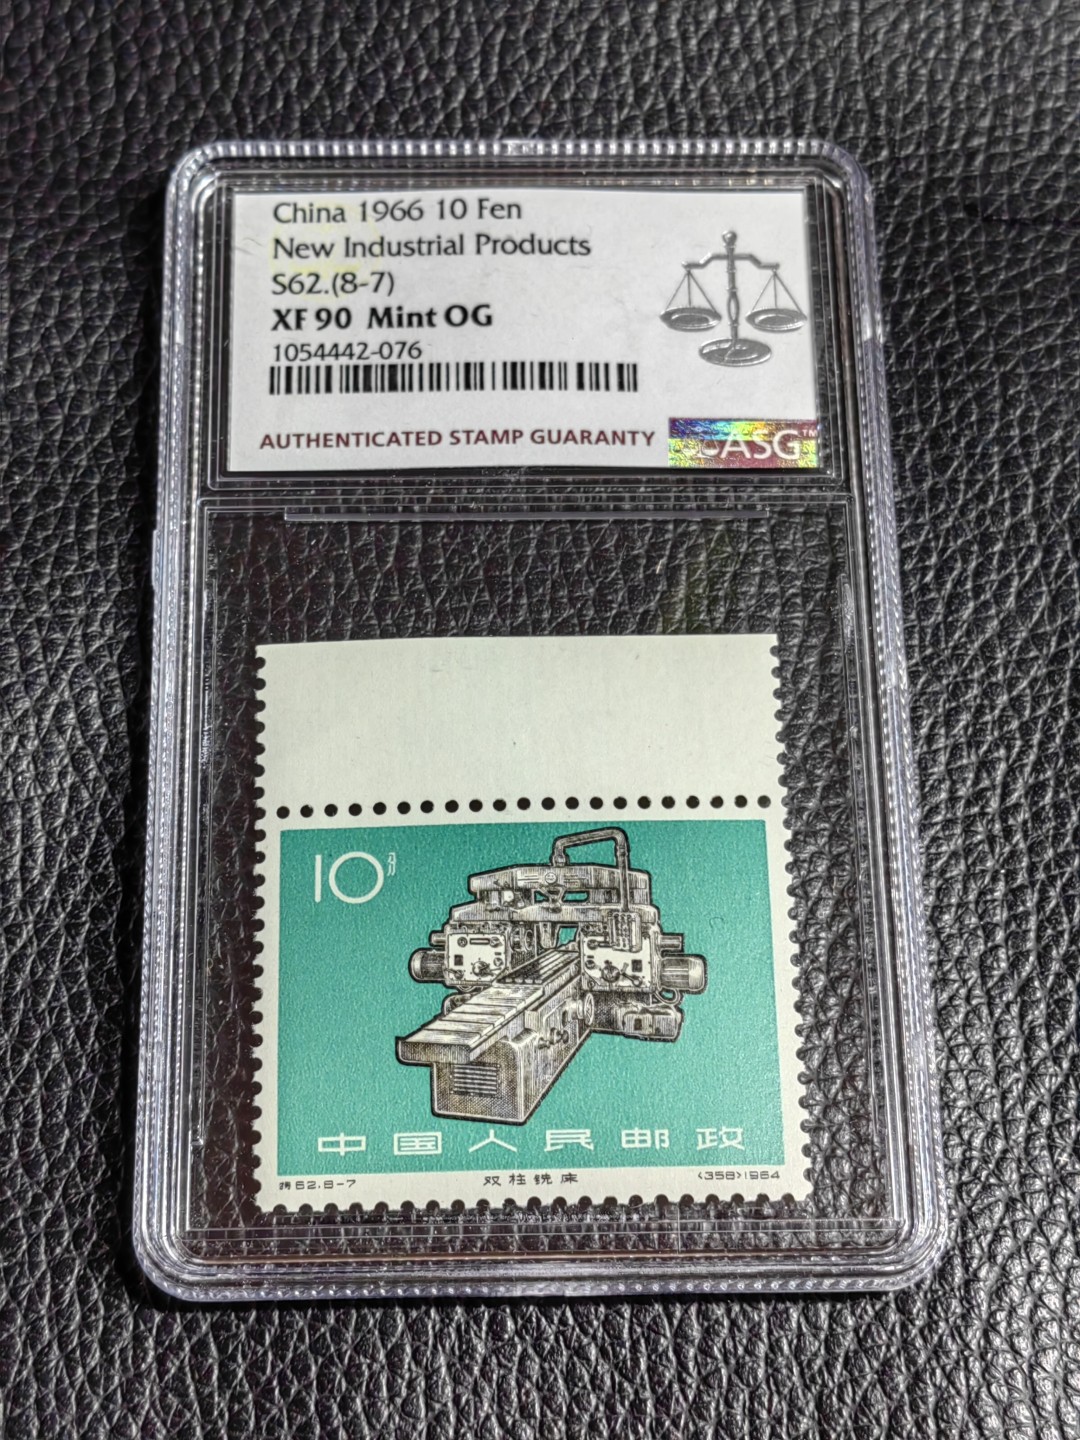 China 1966 10 Fen
New Industrial Products
S62.(8-7)
XF 90 Mint OG
1054442-076
AUTHENTICATED STAMP GUARANTY
ASG™
10分
中国人民邮政
特62.8-7 双柱铣床 (358)1964